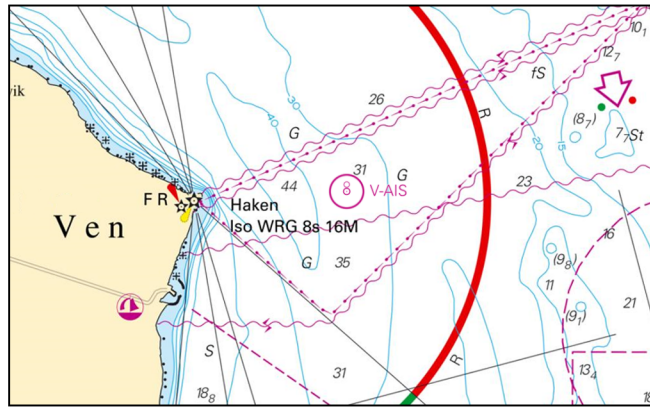 10₁
12₇
fS
R
26
30
40
G
(8₇)
20
15
7₇St
vik
31
G
V-AIS
44
23
F R
Haken
Iso WRG 8s 16M
Ven
16
G
35
(9₈)
11
21
(9₁)
S
R
31
13₄
18₈
18